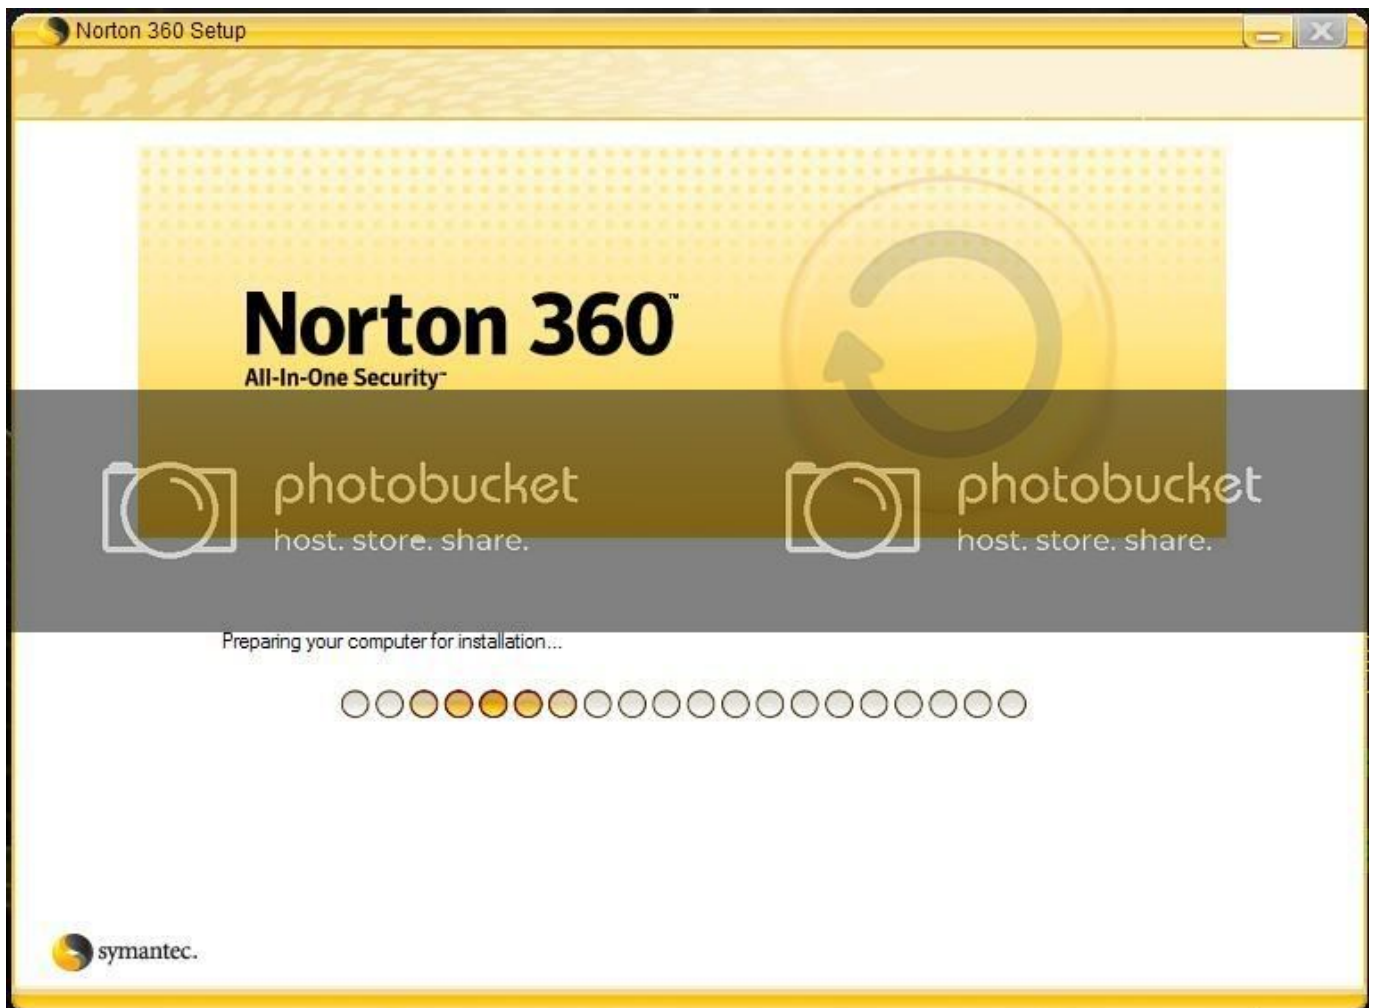 Norton 360 Setup
Norton 360™
All-In-One Security™
photobucket
host. store. share.
photobucket
host. store. share.
Preparing your computer for installation...
symantec.